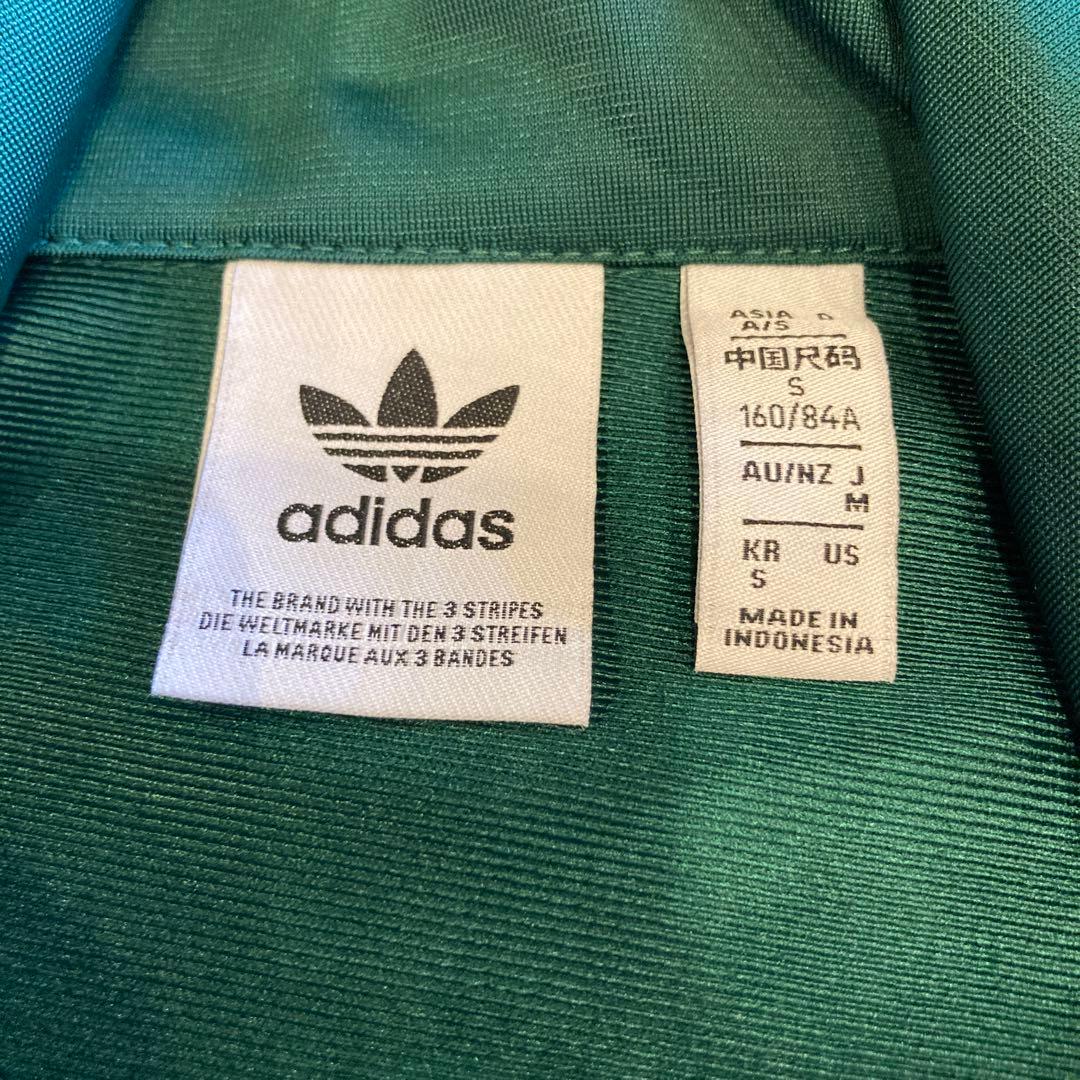 adidas
THE BRAND WITH THE 3 STRIPES
DIE WELTMARKE MIT DEN 3 STREIFEN
LA MARQUE AUX 3 BANDES
ASIA
A/S
中国尺码
S
160/84A
AU/NZ J
M
KR US
S
MADE IN
INDONESIA